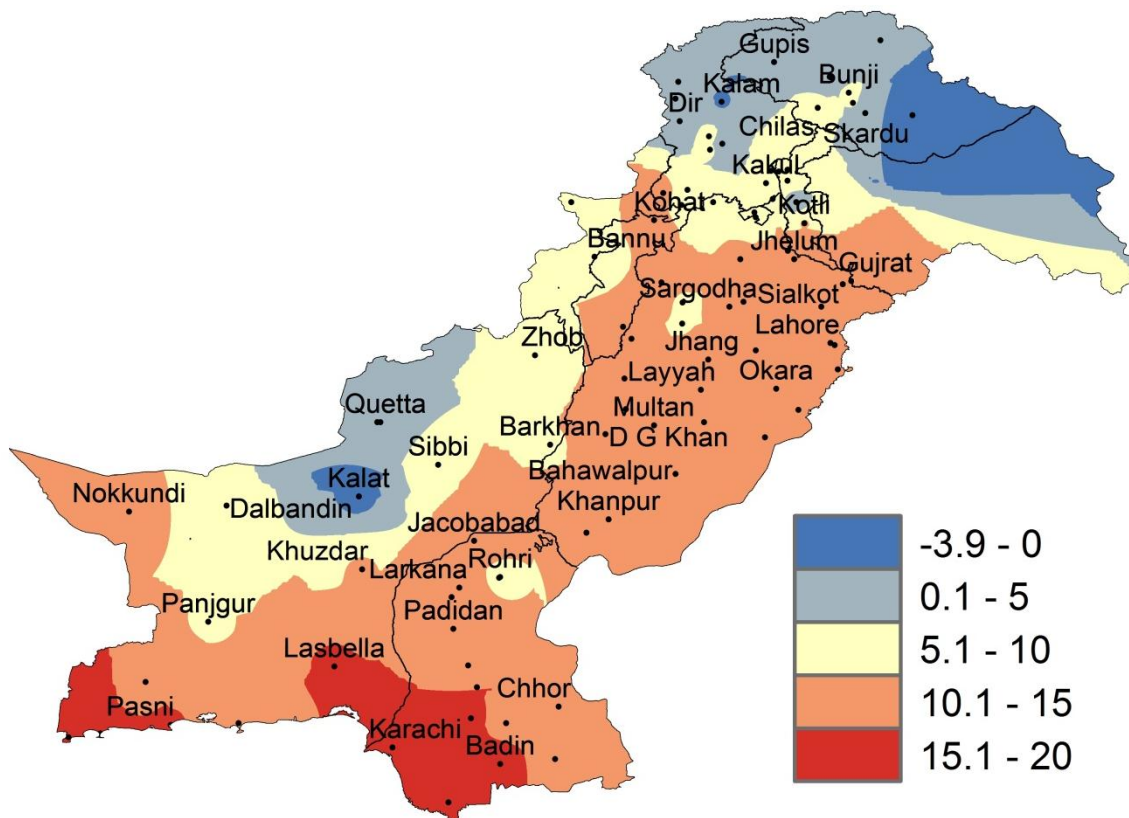 Gupis
Bunji
Kalam
Dir
Chilas
Skardu
Kakul
Kohat
Kotli
Bannu
Jhelum
Gujrat
Sargodha
Sialkot
Zhob
Jhang
Lahore
Layyah
Okara
Quetta
Multan
Barkhan
D G Khan
Sibbi
Bahawalpur
Kalat
Nokkundi
Dalbandin
Khanpur
Jacobabad
Khuzdar
Rohri
Larkana
Panjgur
Padidan
Lasbella
Chhor
Pasni
Karachi
Badin
-3.9 - 0
0.1 - 5
5.1 - 10
10.1 - 15
15.1 - 20